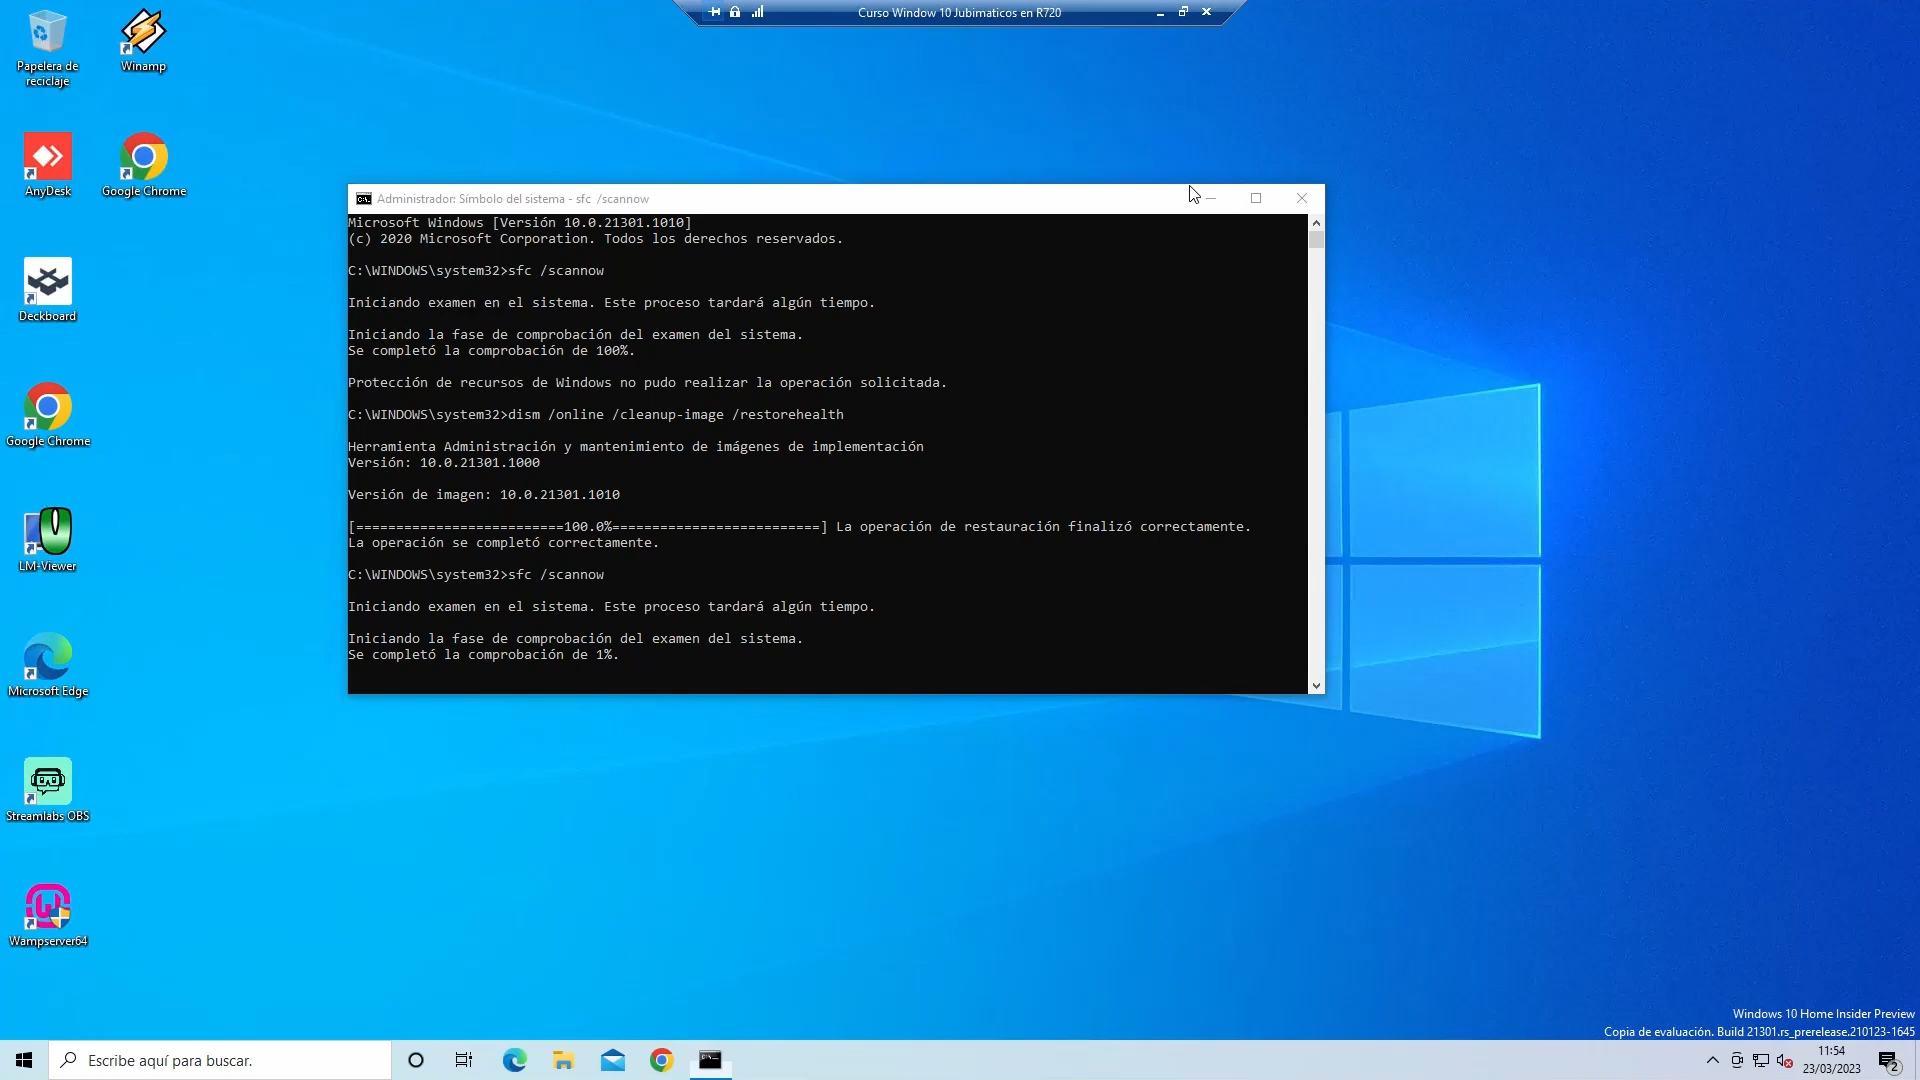 Curso Window 10 Jubimaticos en R720
Papelera de
reciclaje
Winamp
AnyDesk
Google Chrome
Deckboard
Google Chrome
LM-Viewer
Microsoft Edge
Streamlabs OBS
Wampserver64
Administrador: Símbolo del sistema - sfc /scannow
Microsoft Windows [Versión 10.0.21301.1010]
(c) 2020 Microsoft Corporation. Todos los derechos reservados.
C:\WINDOWS\system32>sfc /scannow
Iniciando examen en el sistema. Este proceso tardará algún tiempo.
Iniciando la fase de comprobación del examen del sistema.
Se completó la comprobación de 100%.
Protección de recursos de Windows no pudo realizar la operación solicitada.
C:\WINDOWS\system32>dism /online /cleanup-image /restorehealth
Herramienta Administración y mantenimiento de imágenes de implementación
Versión: 10.0.21301.1000
Versión de imagen: 10.0.21301.1010
[==========================100.0%==========================] La operación de restauración finalizó correctamente.
La operación se completó correctamente.
C:\WINDOWS\system32>sfc /scannow
Iniciando examen en el sistema. Este proceso tardará algún tiempo.
Iniciando la fase de comprobación del examen del sistema.
Se completó la comprobación de 1%.
Windows 10 Home Insider Preview
Copia de evaluación. Build 21301.rs_prerelease.210123-1645
Escribe aquí para buscar.
11:54
23/03/2023
2